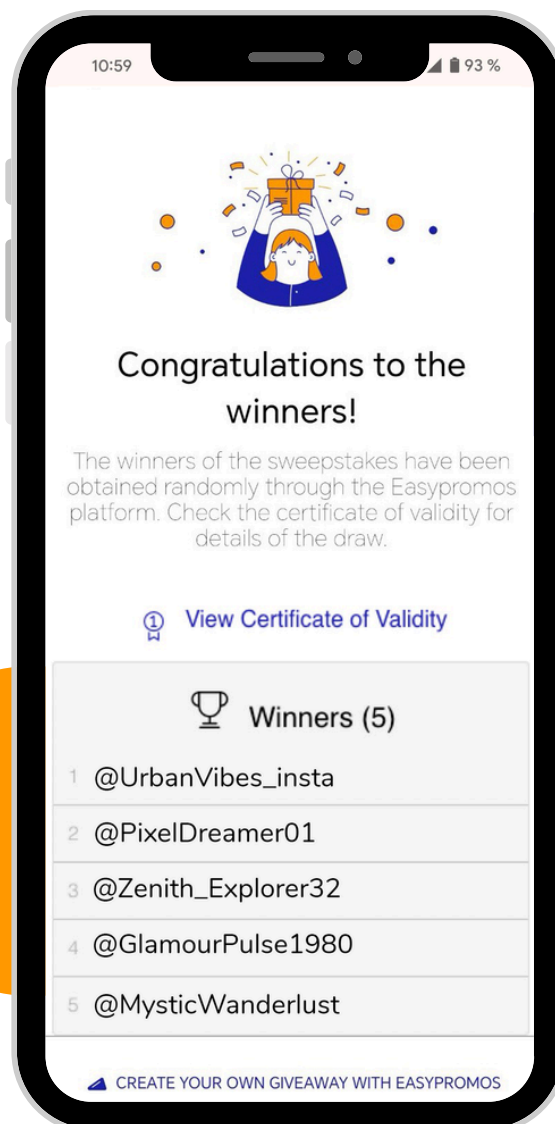 10:59
93 %
Congratulations to the
winners!
The winners of the sweepstakes have been
obtained randomly through the Easypromos
platform. Check the certificate of validity for
details of the draw.
1 View Certificate of Validity
Winners (5)
1 @UrbanVibes_insta
2 @PixelDreamer01
3 @Zenith_Explorer32
4 @GlamourPulse1980
5 @MysticWanderlust
CREATE YOUR OWN GIVEAWAY WITH EASYPROMOS